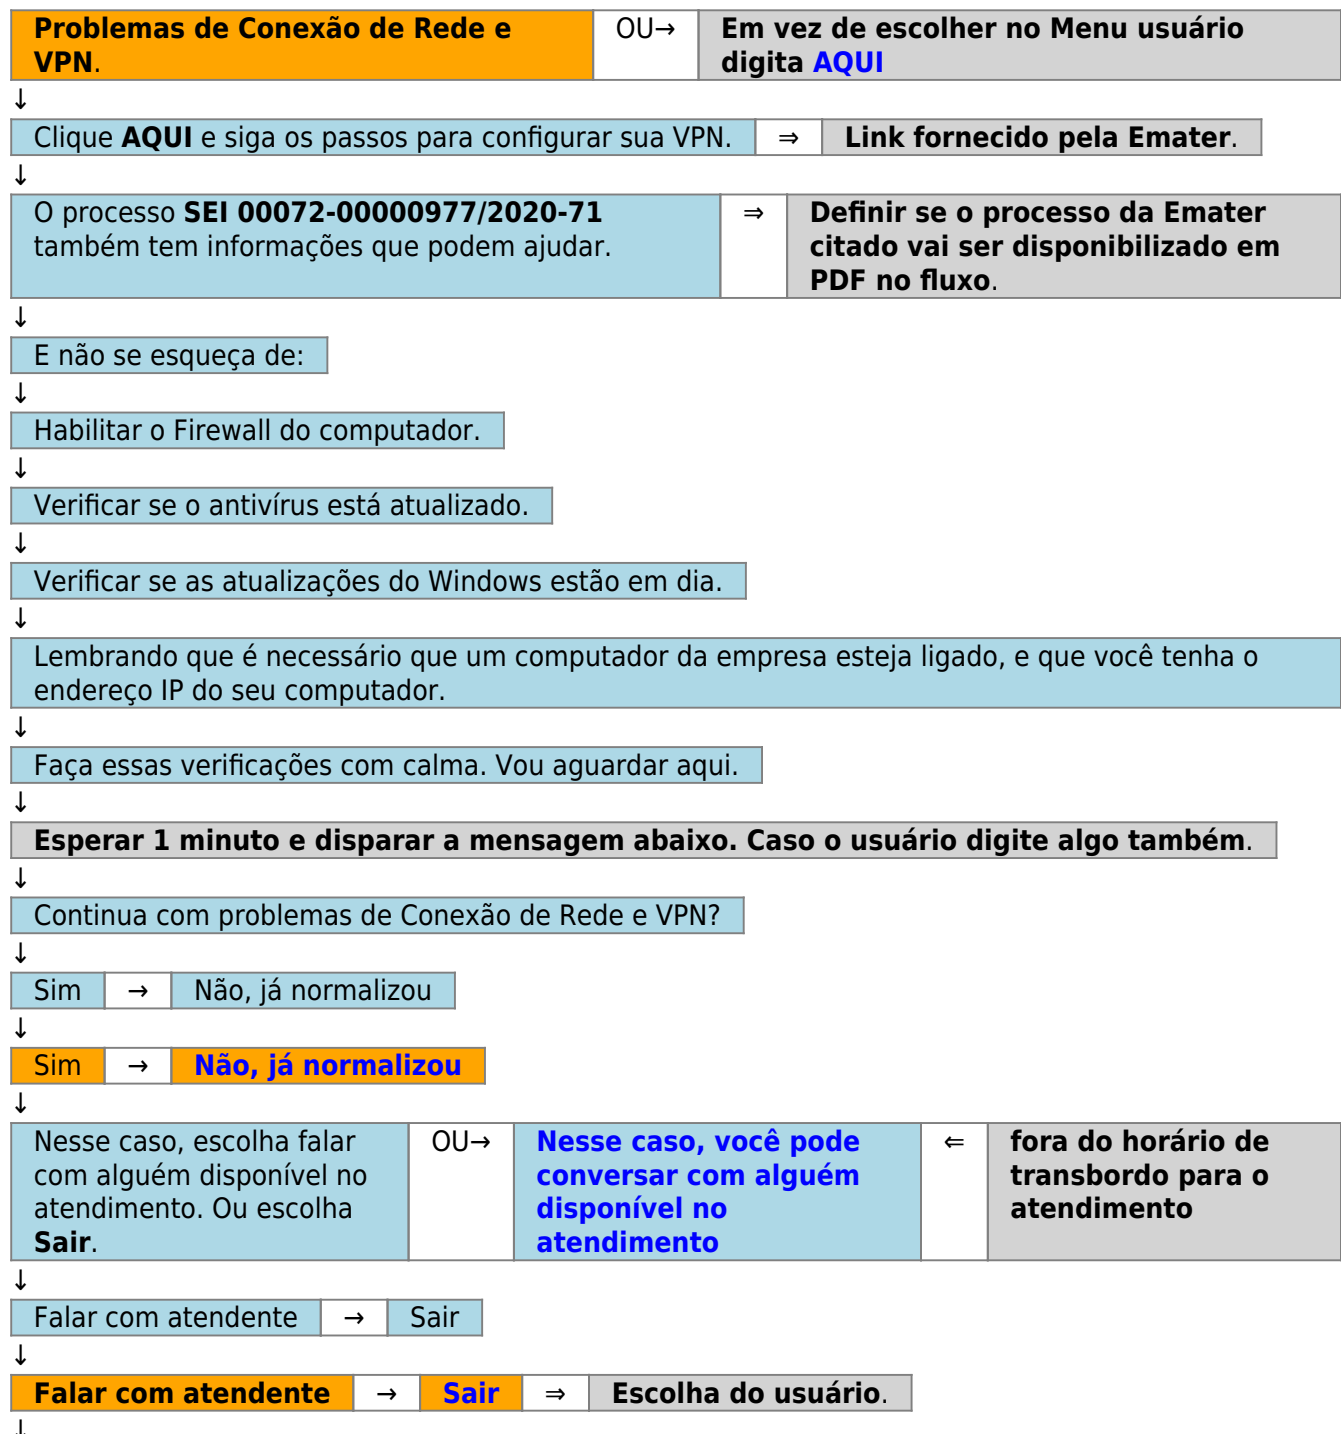 Problemas de Conexão de Rede e OU→ Em vez de escolher no Menu usuário
VPN. digita AQUI
↓
Clique AQUI e siga os passos para configurar sua VPN. ⇒ Link fornecido pela Emater.
↓
O processo SEI 00072-00000977/2020-71 ⇒ Definir se o processo da Emater
também tem informações que podem ajudar. citado vai ser disponibilizado em
PDF no fluxo.
↓
E não se esqueça de:
↓
Habilitar o Firewall do computador.
↓
Verificar se o antivírus está atualizado.
↓
Verificar se as atualizações do Windows estão em dia.
↓
Lembrando que é necessário que um computador da empresa esteja ligado, e que você tenha o
endereço IP do seu computador.
↓
Faça essas verificações com calma. Vou aguardar aqui.
↓
Esperar 1 minuto e disparar a mensagem abaixo. Caso o usuário digite algo também.
↓
Continua com problemas de Conexão de Rede e VPN?
↓
Sim → Não, já normalizou
↓
Sim → Não, já normalizou
↓
Nesse caso, escolha falar OU→ Nesse caso, você pode ⇐ fora do horário de
com alguém disponível no conversar com alguém transbordo para o
atendimento. Ou escolha disponível no atendimento
Sair. atendimento
↓
Falar com atendente → Sair
↓
Falar com atendente → Sair ⇒ Escolha do usuário.
↓